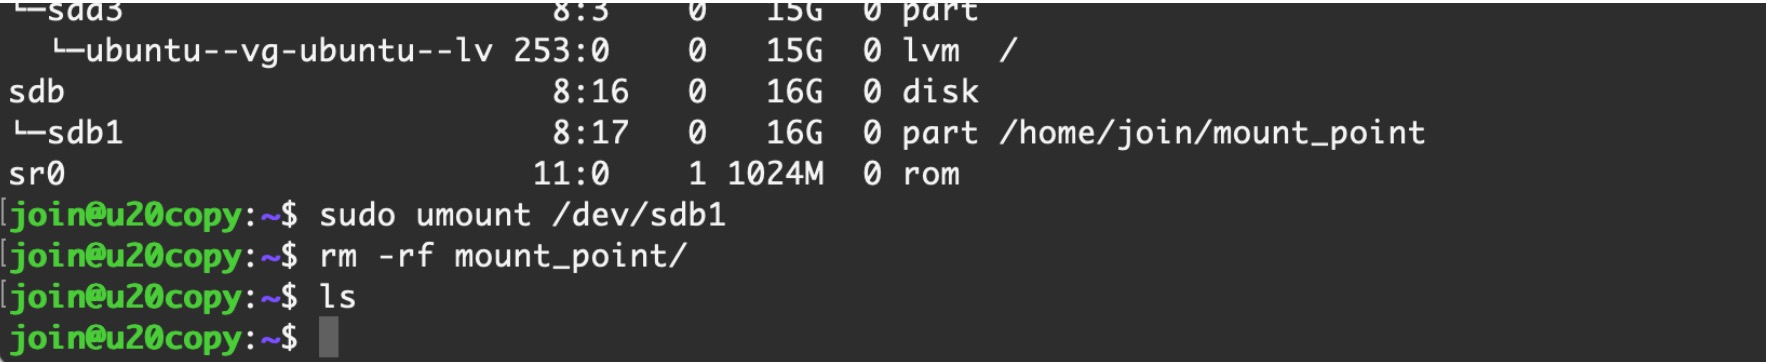 └─sda3                      8:3    0   15G  0 part
  └─ubuntu--vg-ubuntu--lv 253:0    0   15G  0 lvm  /
sdb                         8:16   0   16G  0 disk
└─sdb1                      8:17   0   16G  0 part /home/join/mount_point
sr0                        11:0    1 1024M  0 rom
[join@u20copy:~$ sudo umount /dev/sdb1
[join@u20copy:~$ rm -rf mount_point/
[join@u20copy:~$ ls
join@u20copy:~$